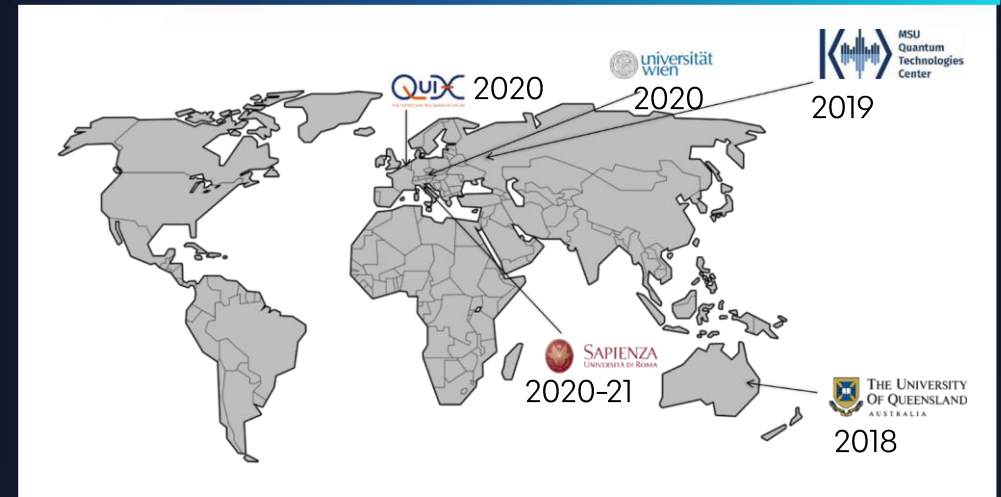 QuiX
2020
universität
wien
2020
MSU
Quantum
Technologies
Center
2019
SAPIENZA
UNIVERSITÀ DI ROMA
2020-21
THE UNIVERSITY
OF QUEENSLAND
AUSTRALIA
2018